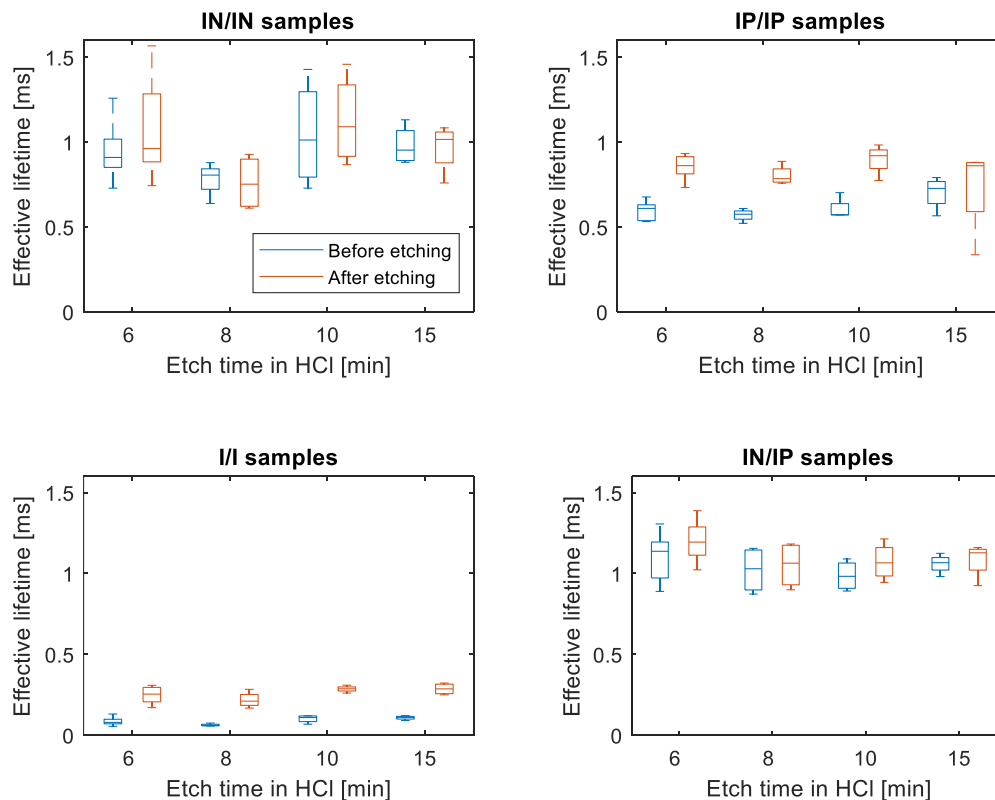 IN/IN samples
1.5
1
0.5
0
Effective lifetime [ms]
Before etching
After etching
6 8 10 15
Etch time in HCl [min]
IP/IP samples
1.5
1
0.5
0
Effective lifetime [ms]
6 8 10 15
Etch time in HCl [min]
I/I samples
1.5
1
0.5
0
Effective lifetime [ms]
6 8 10 15
Etch time in HCl [min]
IN/IP samples
1.5
1
0.5
0
Effective lifetime [ms]
6 8 10 15
Etch time in HCl [min]